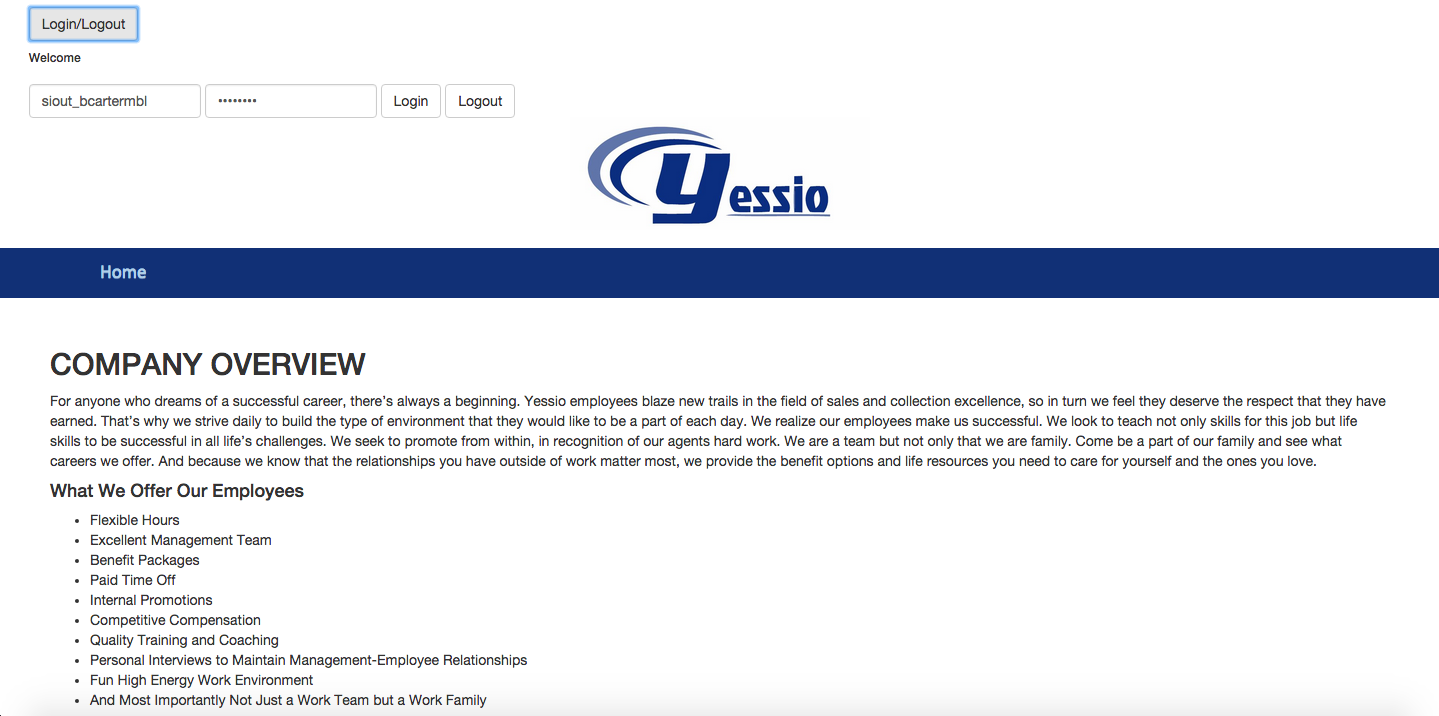 Login/Logout
Welcome
siout_bcartermbl •••••••• Login Logout
Yessio
Home
COMPANY OVERVIEW
For anyone who dreams of a successful career, there’s always a beginning. Yessio employees blaze new trails in the field of sales and collection excellence, so in turn we feel they deserve the respect that they have
earned. That’s why we strive daily to build the type of environment that they would like to be a part of each day. We realize our employees make us successful. We look to teach not only skills for this job but life
skills to be successful in all life’s challenges. We seek to promote from within, in recognition of our agents hard work. We are a team but not only that we are family. Come be a part of our family and see what
careers we offer. And because we know that the relationships you have outside of work matter most, we provide the benefit options and life resources you need to care for yourself and the ones you love.
What We Offer Our Employees
• Flexible Hours
• Excellent Management Team
• Benefit Packages
• Paid Time Off
• Internal Promotions
• Competitive Compensation
• Quality Training and Coaching
• Personal Interviews to Maintain Management-Employee Relationships
• Fun High Energy Work Environment
• And Most Importantly Not Just a Work Team but a Work Family